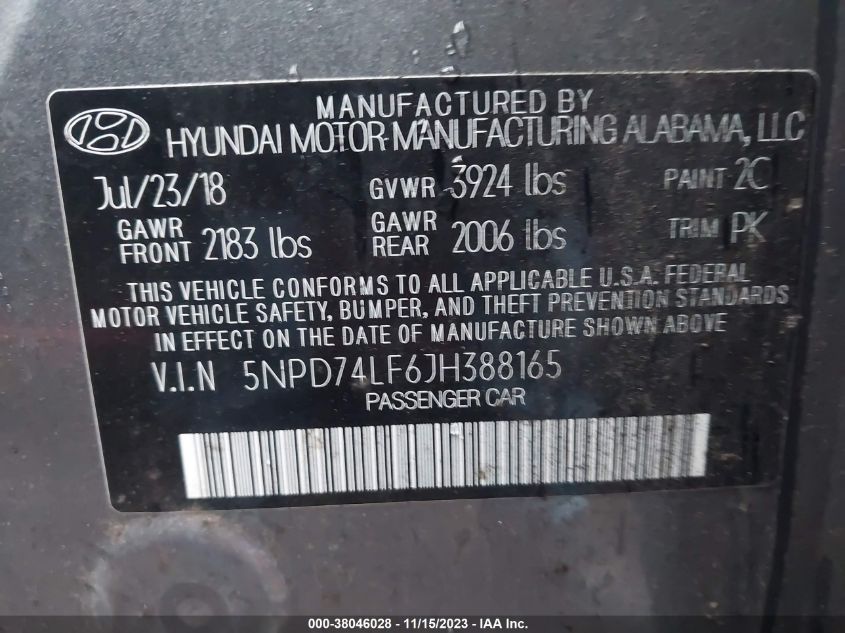 MANUFACTURED BY
HYUNDAI MOTOR MANUFACTURING ALABAMA, LLC
Jul/23/18 GVWR 3924 lbs PAINT 2C
GAWR FRONT 2183 lbs GAWR REAR 2006 lbs TRIM PK
THIS VEHICLE CONFORMS TO ALL APPLICABLE U.S.A. FEDERAL
MOTOR VEHICLE SAFETY, BUMPER, AND THEFT PREVENTION STANDARDS
IN EFFECT ON THE DATE OF MANUFACTURE SHOWN ABOVE
V.I.N 5NPD74LF6JH388165
PASSENGER CAR
000-38046028 - 11/15/2023 - IAA Inc.